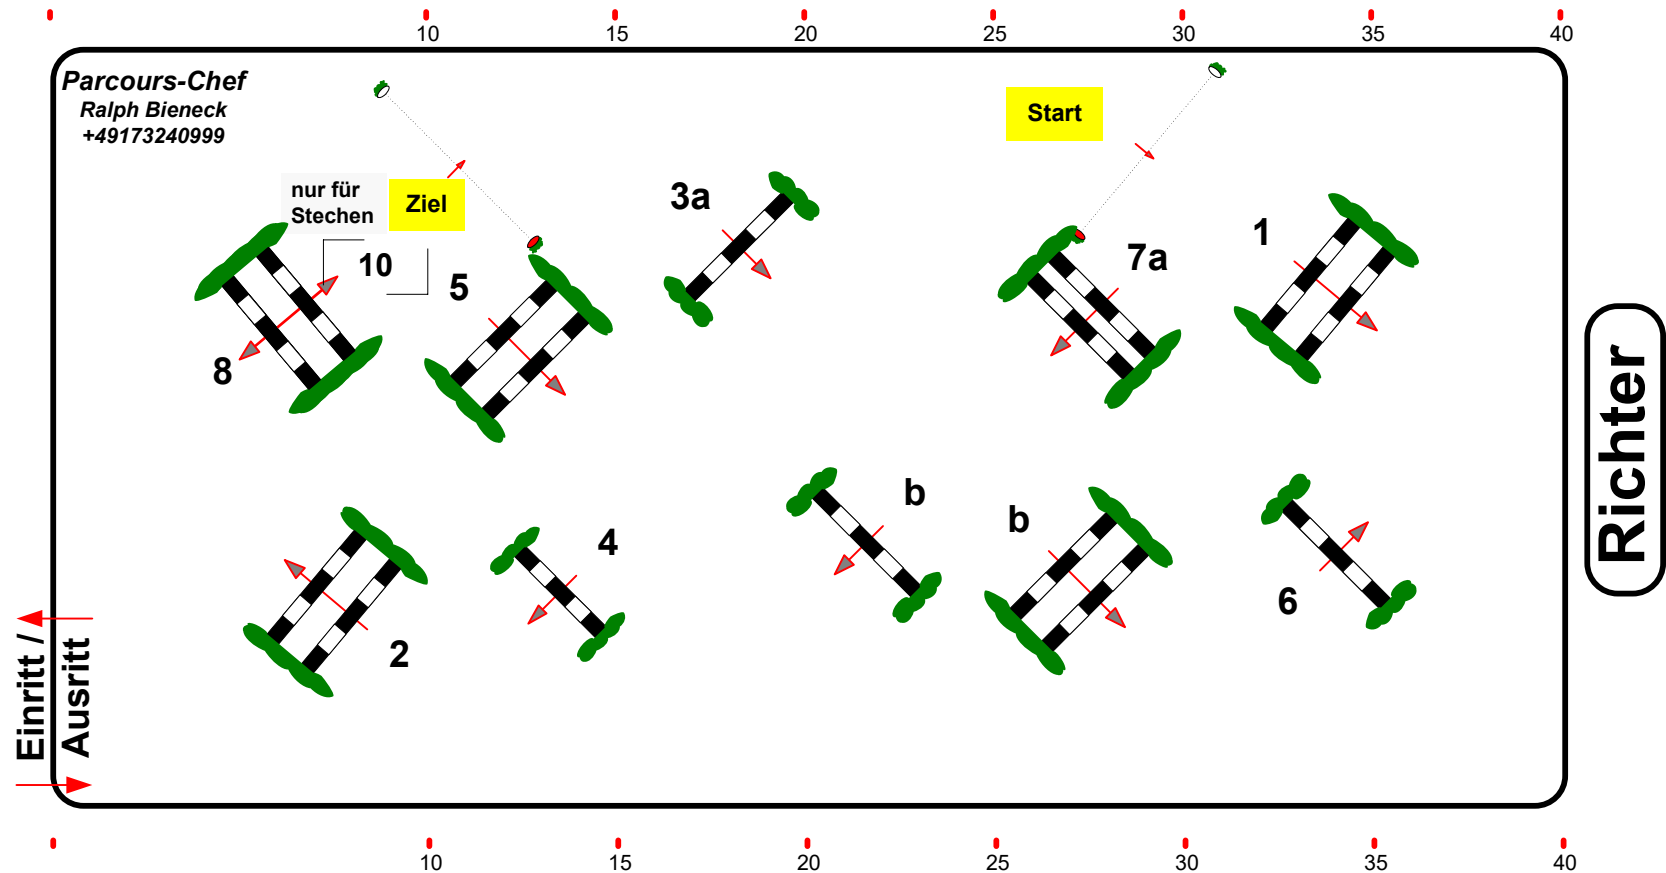 10 15 20 25 30 35 40
Parcours-Chef
Ralph Bieneck
+49173240999
Start
nur für
Stechen
Ziel
3a
1
7a
10
5
8
b
b
4
6
2
Richter
Einritt /
Ausritt
10 15 20 25 30 35 40